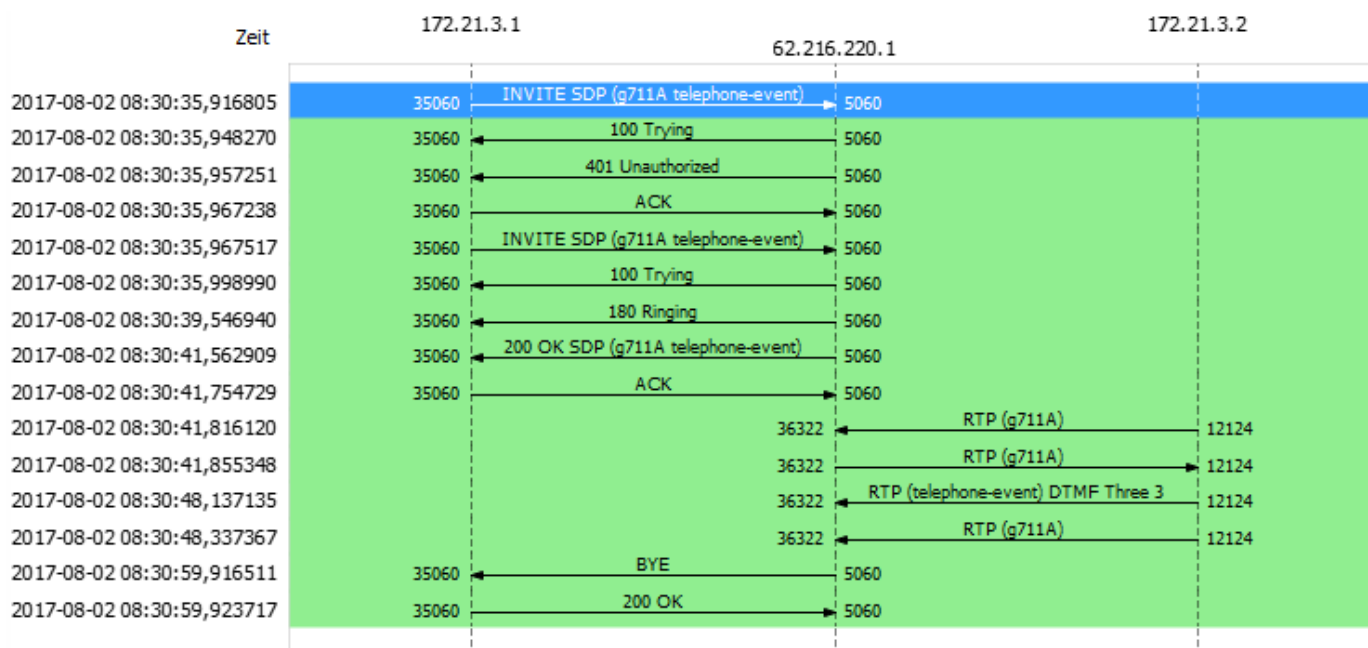 Zeit 172.21.3.1 62.216.220.1 172.21.3.2
2017-08-02 08:30:35,916805 35060 INVITE SDP (g711A telephone-event) 5060
2017-08-02 08:30:35,948270 35060 100 Trying 5060
2017-08-02 08:30:35,957251 35060 401 Unauthorized 5060
2017-08-02 08:30:35,967238 35060 ACK 5060
2017-08-02 08:30:35,967517 35060 INVITE SDP (g711A telephone-event) 5060
2017-08-02 08:30:35,998990 35060 100 Trying 5060
2017-08-02 08:30:39,546940 35060 180 Ringing 5060
2017-08-02 08:30:41,562909 35060 200 OK SDP (g711A telephone-event) 5060
2017-08-02 08:30:41,754729 35060 ACK 5060
2017-08-02 08:30:41,816120 36322 RTP (g711A) 12124
2017-08-02 08:30:41,855348 36322 RTP (g711A) 12124
2017-08-02 08:30:48,137135 36322 RTP (telephone-event) DTMF Three 3 12124
2017-08-02 08:30:48,337367 36322 RTP (g711A) 12124
2017-08-02 08:30:59,916511 35060 BYE 5060
2017-08-02 08:30:59,923717 35060 200 OK 5060